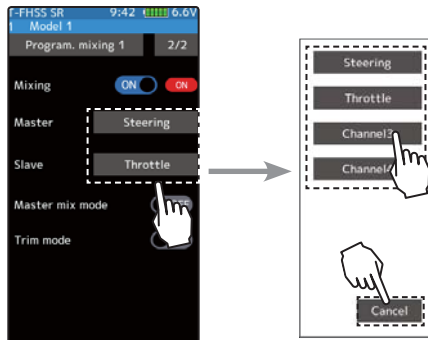 T-FHSS SR 9:42 6.6V
1 Model 1
Program. mixing 1 2/2
Mixing ON ON
Master Steering
Slave Throttle
Master mix mode
Trim mode
Steering
Throttle
Channel3
Channel4
Cancel